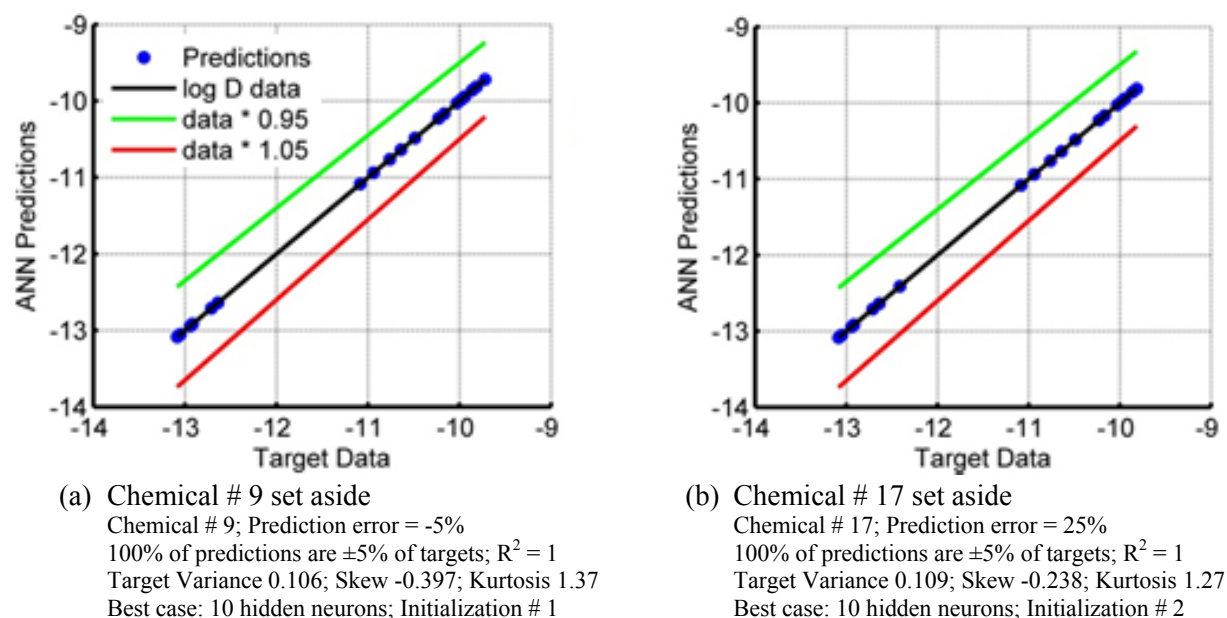 -9
-10
-11
-12
-13
-14
-14 -13 -12 -11 -10 -9
ANN Predictions
Target Data
Predictions
log D data
data * 0.95
data * 1.05
(a) Chemical # 9 set aside
Chemical # 9; Prediction error = -5%
100% of predictions are ±5% of targets; R² = 1
Target Variance 0.106; Skew -0.397; Kurtosis 1.37
Best case: 10 hidden neurons; Initialization # 1
-9
-10
-11
-12
-13
-14
-14 -13 -12 -11 -10 -9
ANN Predictions
Target Data
(b) Chemical # 17 set aside
Chemical # 17; Prediction error = 25%
100% of predictions are ±5% of targets; R² = 1
Target Variance 0.109; Skew -0.238; Kurtosis 1.27
Best case: 10 hidden neurons; Initialization # 2